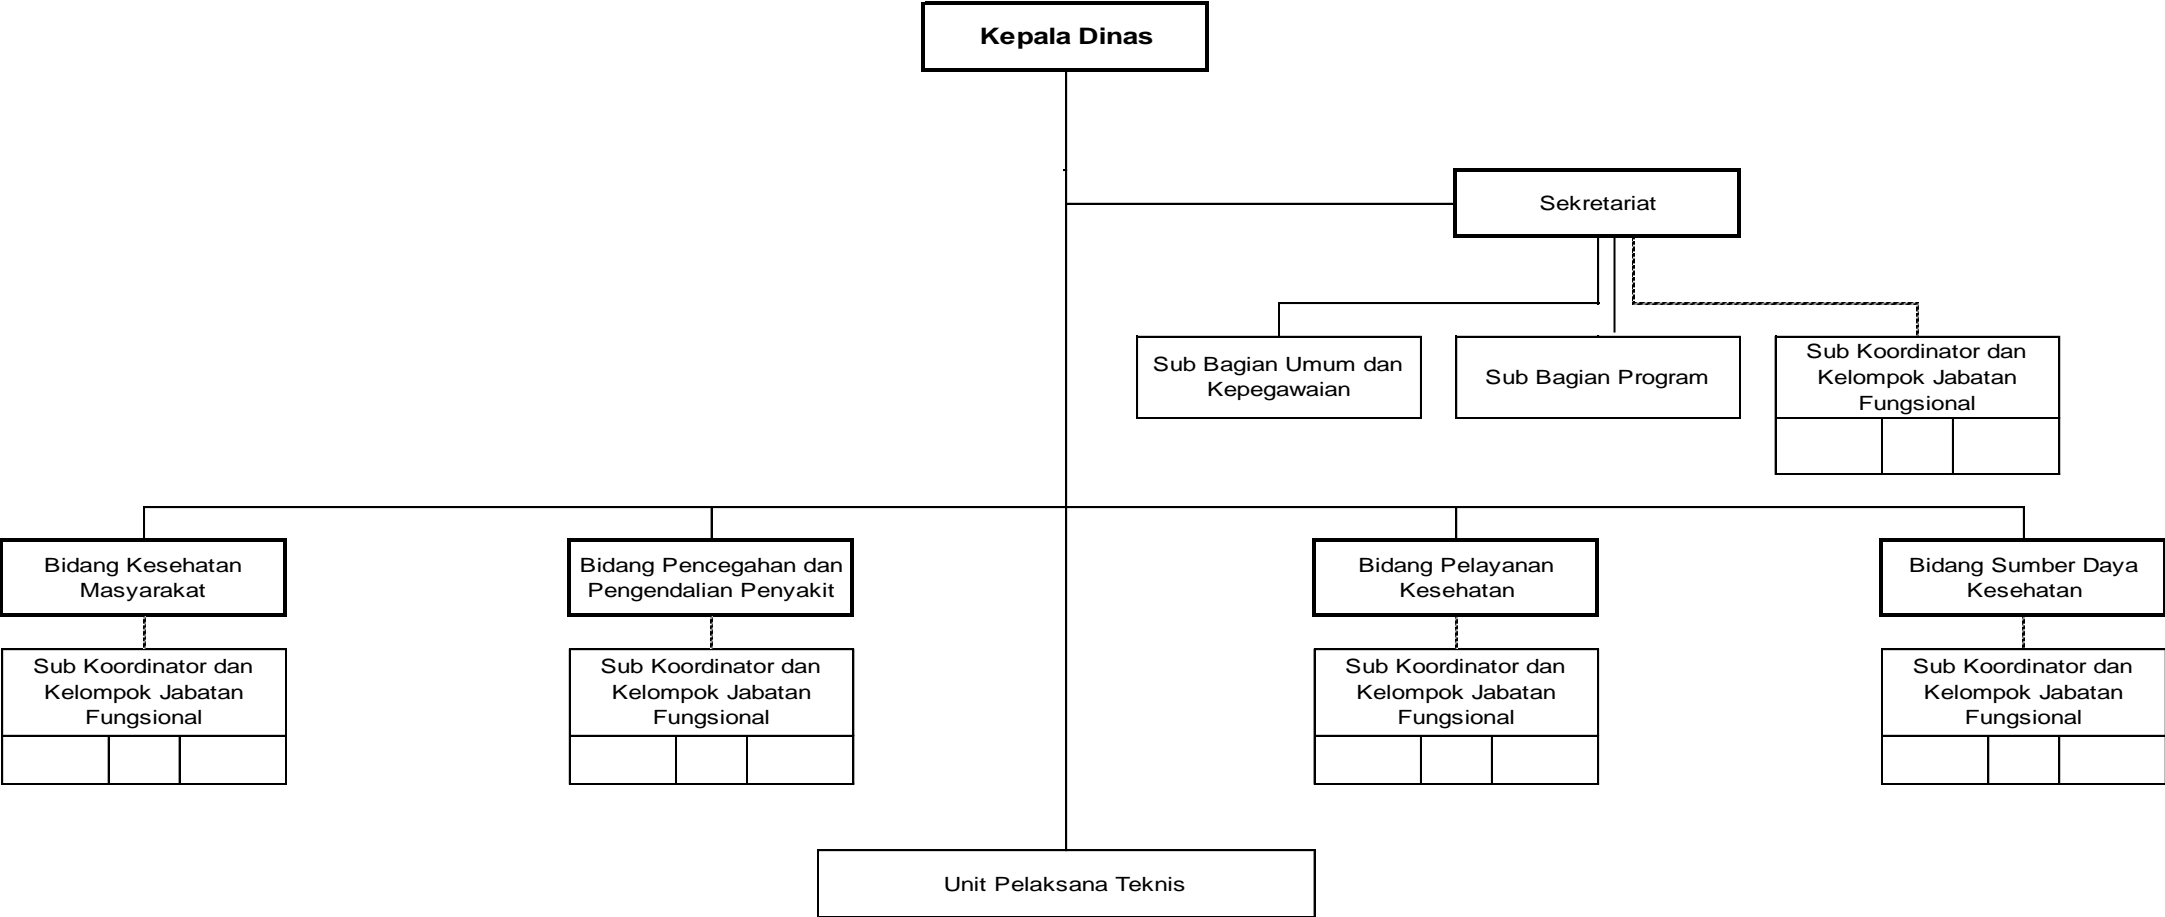 Kepala Dinas
Sekretariat
Sub Bagian Umum dan
Kepegawaian
Sub Bagian Program
Sub Koordinator dan
Kelompok Jabatan
Fungsional
Bidang Kesehatan
Masyarakat
Bidang Pencegahan dan
Pengendalian Penyakit
Bidang Pelayanan
Kesehatan
Bidang Sumber Daya
Kesehatan
Sub Koordinator dan
Kelompok Jabatan
Fungsional
Sub Koordinator dan
Kelompok Jabatan
Fungsional
Sub Koordinator dan
Kelompok Jabatan
Fungsional
Sub Koordinator dan
Kelompok Jabatan
Fungsional
Unit Pelaksana Teknis